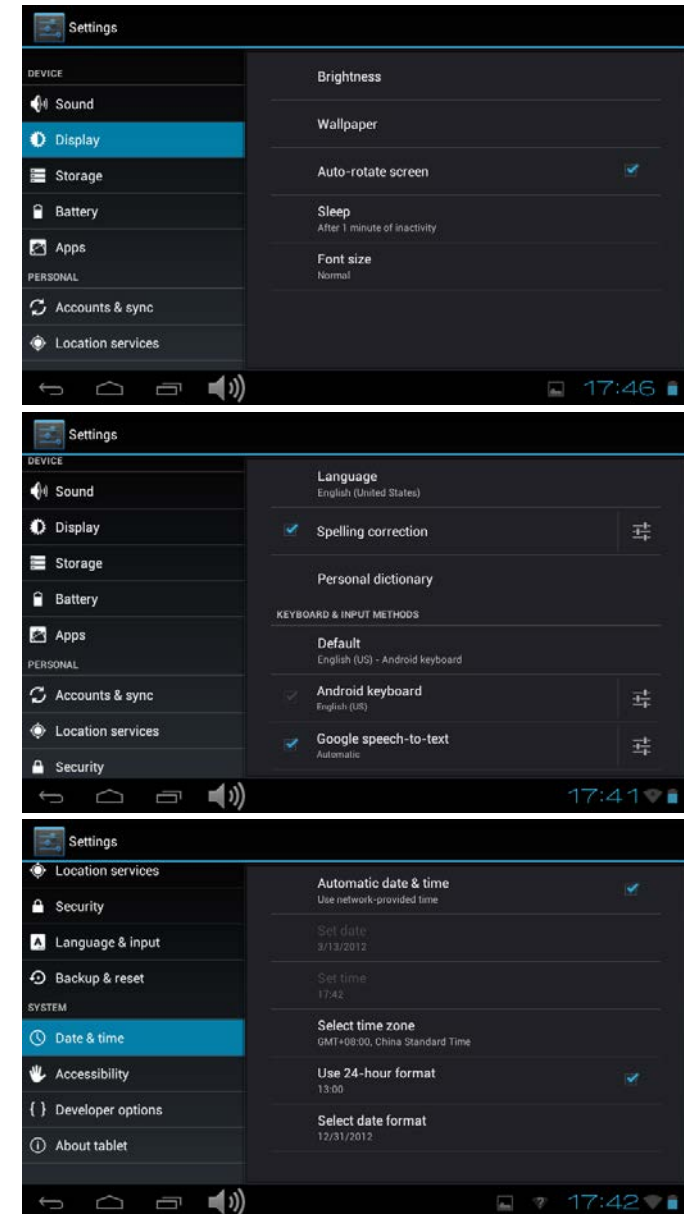 Settings
DEVICE
Sound
Display
Storage
Battery
Apps
PERSONAL
Accounts & sync
Location services
Brightness
Wallpaper
Auto-rotate screen
Sleep
After 1 minute of inactivity
Font size
Normal
17:46
Settings
DEVICE
Sound
Display
Storage
Battery
Apps
PERSONAL
Accounts & sync
Location services
Security
Language
English (United States)
Spelling correction
Personal dictionary
KEYBOARD & INPUT METHODS
Default
English (US) - Android keyboard
Android keyboard
English (US)
Google speech-to-text
Automatic
17:41
Settings
Location services
Security
Language & input
Backup & reset
SYSTEM
Date & time
Accessibility
Developer options
About tablet
Automatic date & time
Use network-provided time
Set date
3/13/2012
Set time
17:42
Select time zone
GMT+08:00, China Standard Time
Use 24-hour format
13:00
Select date format
12/31/2012
17:42